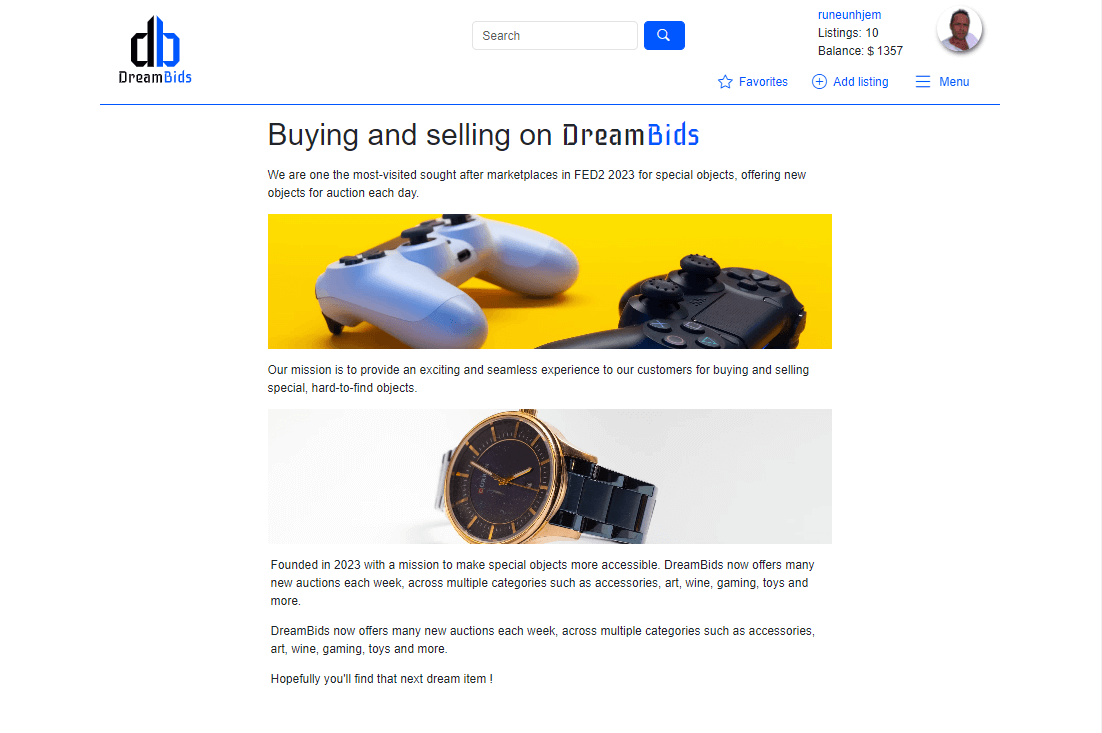 db
DreamBids
Search
runeunhjem
Listings: 10
Balance: $ 1357
Favorites
Add listing
Menu
Buying and selling on DreamBids
We are one the most-visited sought after marketplaces in FED2 2023 for special objects, offering new
objects for auction each day.
Our mission is to provide an exciting and seamless experience to our customers for buying and selling
special, hard-to-find objects.
Founded in 2023 with a mission to make special objects more accessible. DreamBids now offers many
new auctions each week, across multiple categories such as accessories, art, wine, gaming, toys and
more.
DreamBids now offers many new auctions each week, across multiple categories such as accessories,
art, wine, gaming, toys and more.
Hopefully you'll find that next dream item !